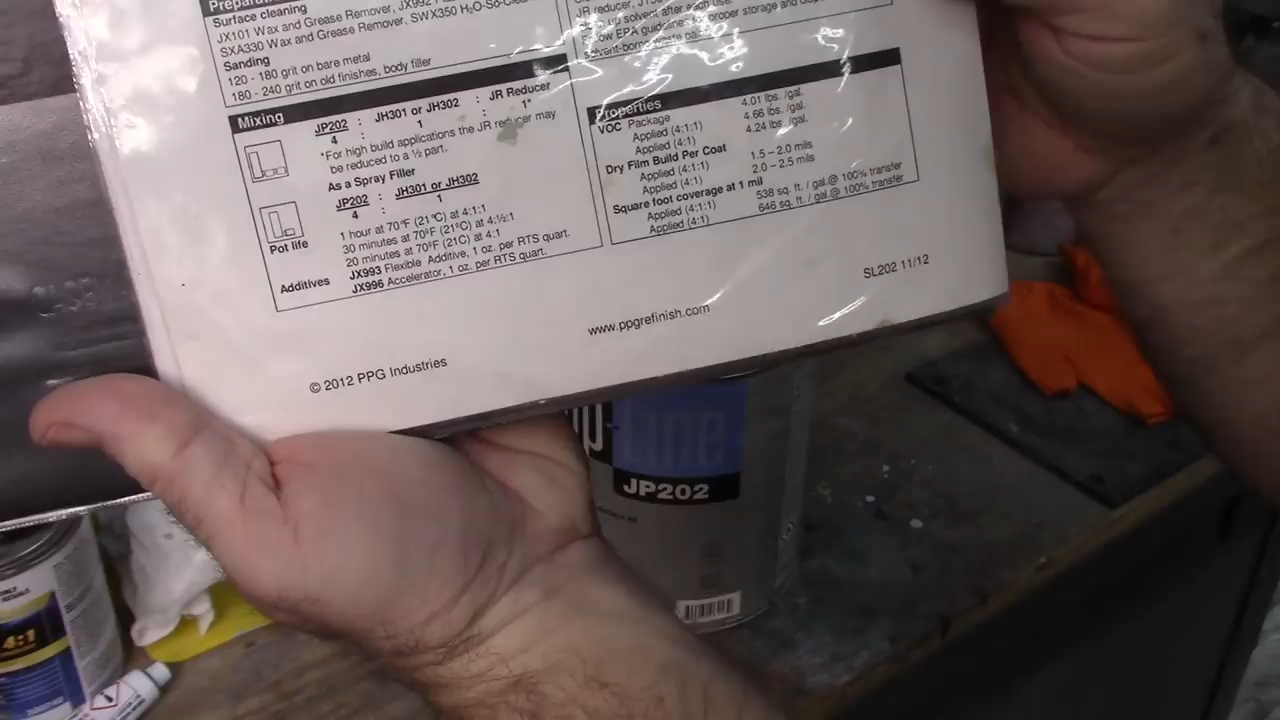 Surface cleaning
JX101 Wax and Grease Remover, JX992
SXA330 Wax and Grease Remover, SWX350 H₂O-So-Clean
Sanding
120 - 180 grit on bare metal
180 - 240 grit on old finishes, body filler
JR reducer,
up solvent after each use.
EPA guidelines proper storage and
Mixing
JP202 : JH301 or JH302 : JR Reducer
4 : 1 : 1*
*For high build applications the JR reducer may
be reduced to a ½ part.
As a Spray Filler
JP202 : JH301 or JH302
4 : 1
Pot life
1 hour at 70°F (21°C) at 4:1:1
30 minutes at 70°F (21°C) at 4:½:1
20 minutes at 70°F (21C) at 4:1
Additives
JX993 Flexible Additive, 1 oz. per RTS quart.
JX996 Accelerator, 1 oz. per RTS quart.
Properties
VOC Package
Applied (4:1:1) 4.01 lbs. /gal.
Applied (4:1) 4.66 lbs. /gal.
4.24 lbs. /gal.
Dry Film Build Per Coat
Applied (4:1:1) 1.5 – 2.0 mils
Applied (4:1) 2.0 – 2.5 mils
Square foot coverage at 1 mil
Applied (4:1:1) 538 sq. ft. / gal.@ 100% transfer
Applied (4:1) 646 sq. ft. / gal.@ 100% transfer
SL202 11/12
www.ppgrefinish.com
© 2012 PPG Industries
Line
JP202
4:1